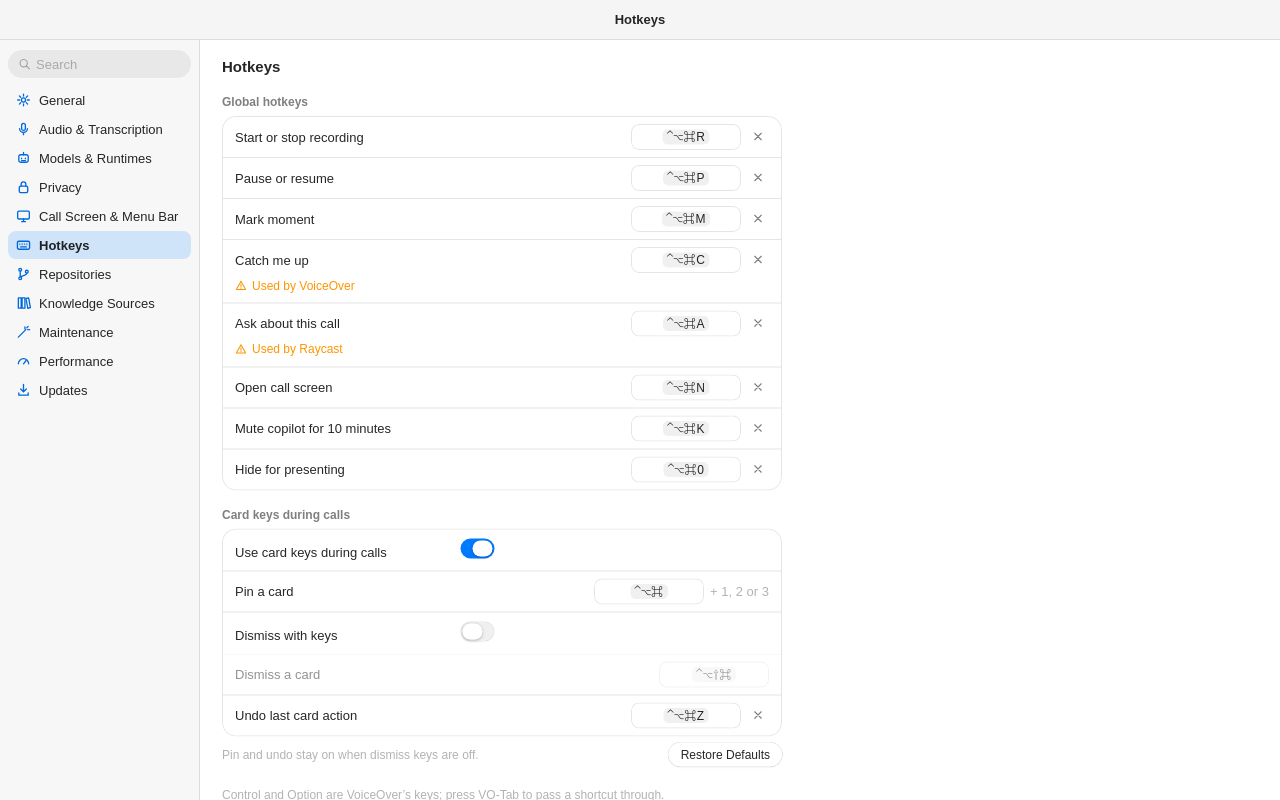 Hotkeys
Search
General
Audio & Transcription
Models & Runtimes
Privacy
Call Screen & Menu Bar
Hotkeys
Repositories
Knowledge Sources
Maintenance
Performance
Updates
Hotkeys
Global hotkeys
Start or stop recording ⌃⌥⌘R
Pause or resume ⌃⌥⌘P
Mark moment ⌃⌥⌘M
Catch me up ⌃⌥⌘C
Used by VoiceOver
Ask about this call ⌃⌥⌘A
Used by Raycast
Open call screen ⌃⌥⌘N
Mute copilot for 10 minutes ⌃⌥⌘K
Hide for presenting ⌃⌥⌘0
Card keys during calls
Use card keys during calls
Pin a card ⌃⌥⌘ + 1, 2 or 3
Dismiss with keys
Dismiss a card ⌃⌥⇧⌘
Undo last card action ⌃⌥⌘Z
Pin and undo stay on when dismiss keys are off. Restore Defaults
Control and Option are VoiceOver’s keys; press VO-Tab to pass a shortcut through.